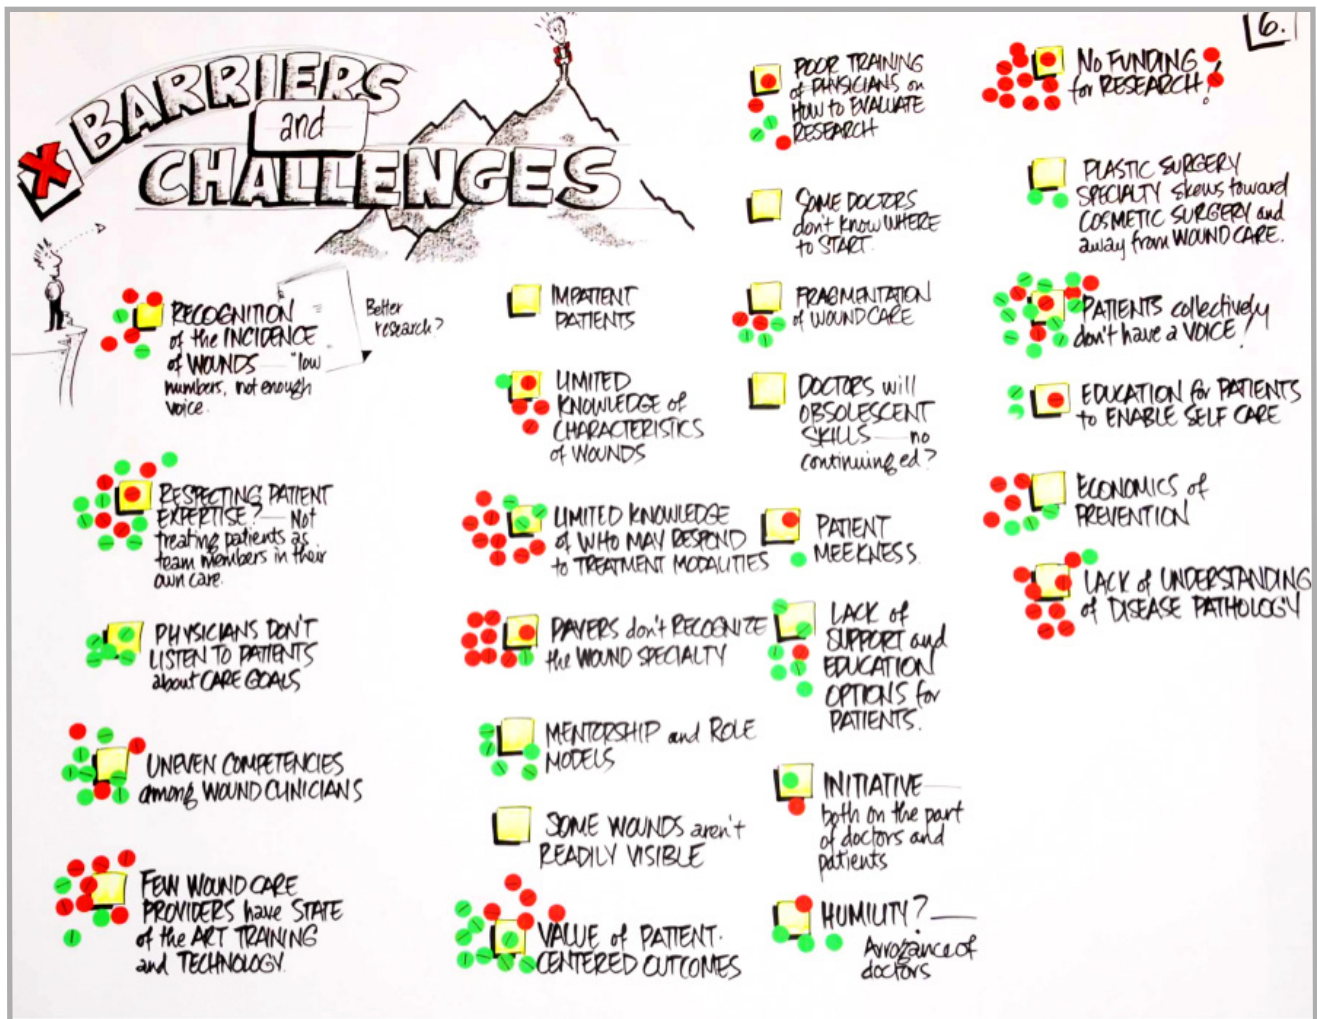 6.
BARRIERS
and
CHALLENGES
X
RECOGNITION
of the INCIDENCE
of WOUNDS — "low
numbers, not enough
voice.
Better
research?
RESPECTING PATIENT
EXPERTISE? — Not
treating patients as
team members in their
own care.
PHYSICIANS DON'T
LISTEN TO PATIENTS
about CARE GOALS
UNEVEN COMPETENCIES
among WOUND CLINICIANS
FEW WOUND CARE
PROVIDERS have STATE
of the ART TRAINING
and TECHNOLOGY.
IMPATIENT
PATIENTS
LIMITED
KNOWLEDGE of
CHARACTERISTICS
of WOUNDS
LIMITED KNOWLEDGE
of WHO MAY RESPOND
to TREATMENT MODALITIES
PAYERS don't RECOGNIZE
the WOUND SPECIALTY
MENTORSHIP and ROLE
MODELS
SOME WOUNDS aren't
READILY VISIBLE
VALUE of PATIENT-
CENTERED OUTCOMES
POOR TRAINING
of PHYSICIANS on
HOW to EVALUATE
RESEARCH
SOME DOCTORS
don't know WHERE
to START.
FRAGMENTATION
of WOUND CARE
DOCTORS will
OBSOLESCENT
SKILLS — no
continuing ed?
PATIENT
MEEKNESS.
LACK of
SUPPORT and
EDUCATION
OPTIONS for
PATIENTS.
INITIATIVE —
both on the part
of doctors and
patients
HUMILITY? —
Arrogance of
doctors
NO FUNDING
for RESEARCH!
PLASTIC SURGERY
SPECIALTY skews toward
COSMETIC SURGERY and
away from WOUND CARE.
PATIENTS collectively
don't have a VOICE!
EDUCATION for PATIENTS
to ENABLE SELF CARE
ECONOMICS of
PREVENTION
LACK of UNDERSTANDING
of DISEASE PATHOLOGY